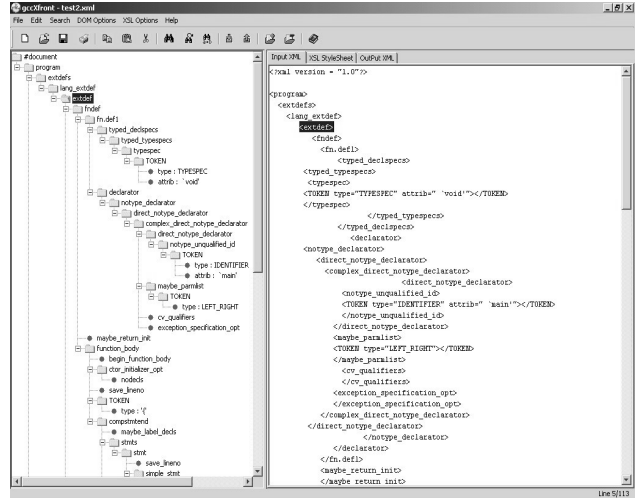 gccXfront - test2.xml
File Edit Search DOM Options XSL Options Help
#document
program
extdefs
lang_extdef
extdef
fndef
fn.def1
typed_declspecs
typed_typespecs
typespec
TOKEN
type : TYPESPEC
attrib : `void'
declarator
notype_declarator
direct_notype_declarator
complex_direct_notype_declarator
direct_notype_declarator
notype_unqualified_id
TOKEN
type : IDENTIFIER
attrib : `main'
maybe_parmlist
TOKEN
type : LEFT_RIGHT
cv_qualifiers
exception_specification_opt
maybe_return_init
function_body
begin_function_body
ctor_initializer_opt
nodecls
save_lineno
TOKEN
type : '{'
compstmtend
maybe_label_decls
stmts
stmt
save_lineno
simple_stmt
Input XML XSL StyleSheet OutPut XML
<?xml version = "1.0"?>
<program>
<extdefs>
<lang_extdef>
<extdef>
<fndef>
<fn.def1>
<typed_declspecs>
<typed_typespecs>
<typespec>
<TOKEN type="TYPESPEC" attrib=" `void'"></TOKEN>
</typespec>
</typed_typespecs>
</typed_declspecs>
<declarator>
<notype_declarator>
<direct_notype_declarator>
<complex_direct_notype_declarator>
<direct_notype_declarator>
<notype_unqualified_id>
<TOKEN type="IDENTIFIER" attrib=" `main'"></TOKEN>
</notype_unqualified_id>
</direct_notype_declarator>
<maybe_parmlist>
<TOKEN type="LEFT_RIGHT"></TOKEN>
</maybe_parmlist>
<cv_qualifiers>
</cv_qualifiers>
<exception_specification_opt>
</exception_specification_opt>
</complex_direct_notype_declarator>
</direct_notype_declarator>
</notype_declarator>
</declarator>
</fn.def1>
<maybe_return_init>
</maybe_return_init>
Line 5/113